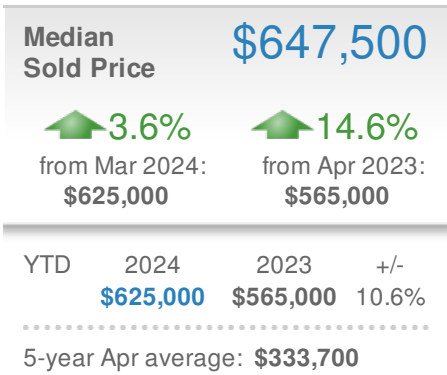 Median
Sold Price
$647,500
3.6%
from Mar 2024:
$625,000
14.6%
from Apr 2023:
$565,000
YTD 2024 2023 +/-
$625,000 $565,000 10.6%
5-year Apr average: $333,700